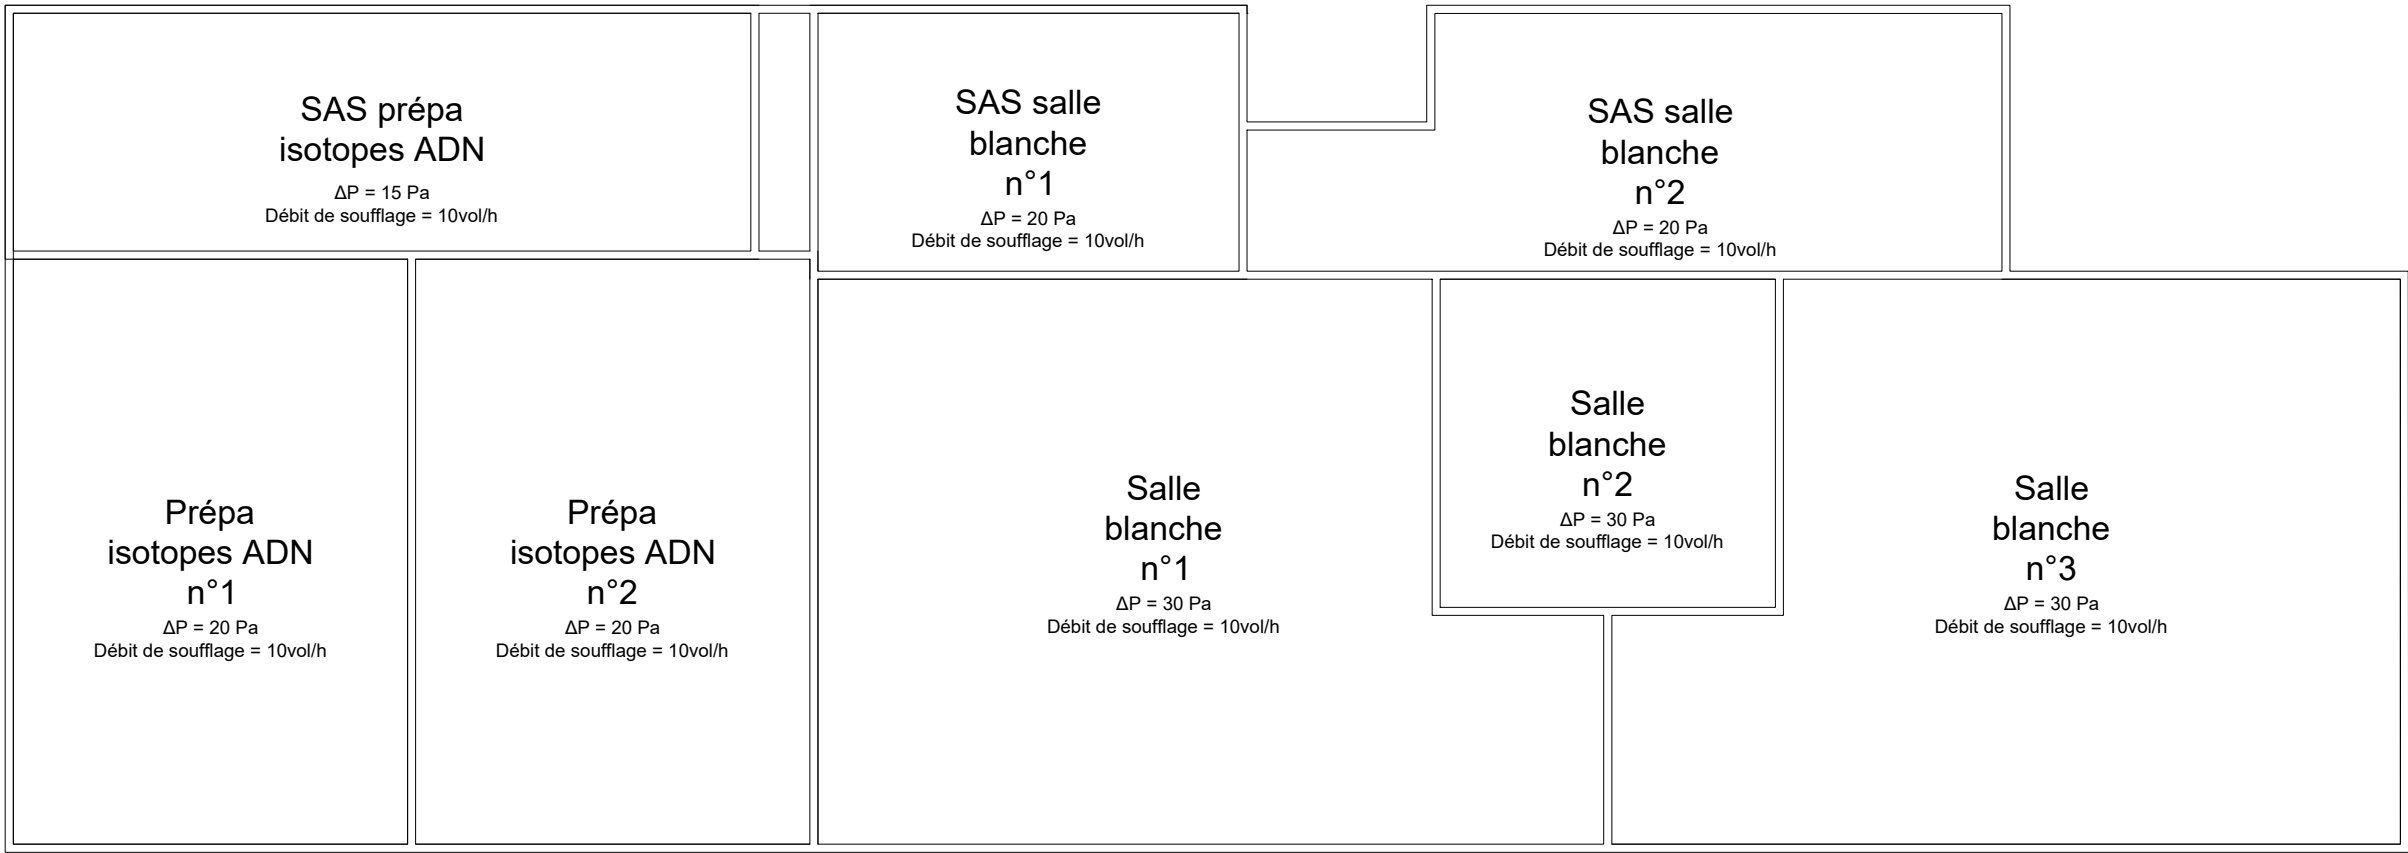 SAS prépa
isotopes ADN
ΔP = 15 Pa
Débit de soufflage = 10vol/h
SAS salle
blanche
n°1
ΔP = 20 Pa
Débit de soufflage = 10vol/h
SAS salle
blanche
n°2
ΔP = 20 Pa
Débit de soufflage = 10vol/h
Prépa
isotopes ADN
n°1
ΔP = 20 Pa
Débit de soufflage = 10vol/h
Prépa
isotopes ADN
n°2
ΔP = 20 Pa
Débit de soufflage = 10vol/h
Salle
blanche
n°1
ΔP = 30 Pa
Débit de soufflage = 10vol/h
Salle
blanche
n°2
ΔP = 30 Pa
Débit de soufflage = 10vol/h
Salle
blanche
n°3
ΔP = 30 Pa
Débit de soufflage = 10vol/h